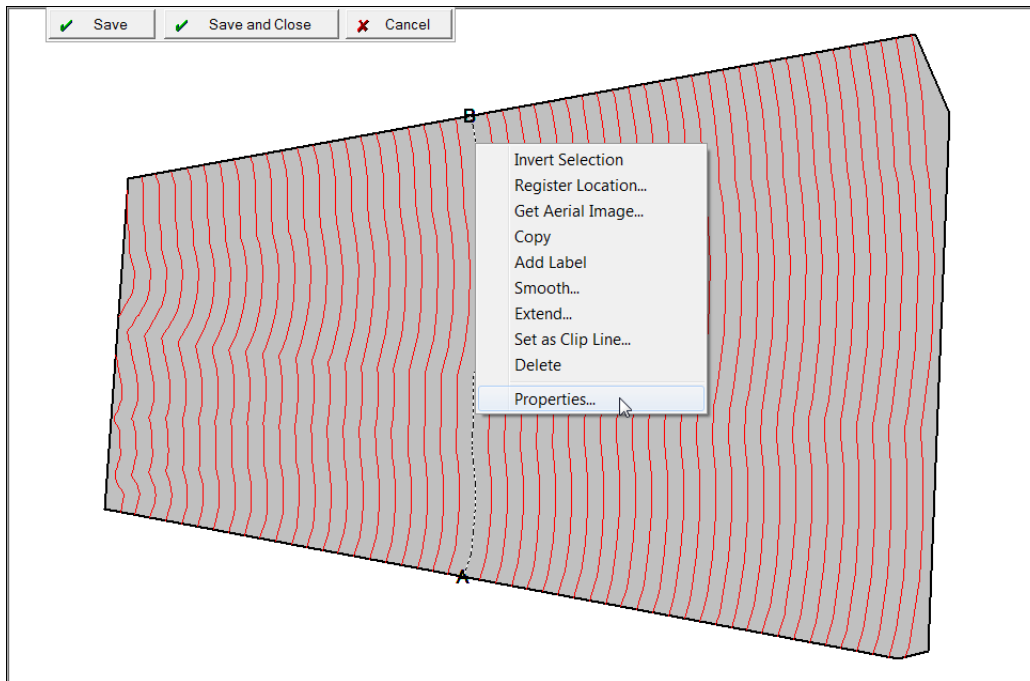 Save
Save and Close
Cancel
B
Invert Selection
Register Location...
Get Aerial Image...
Copy
Add Label
Smooth...
Extend...
Set as Clip Line...
Delete
Properties...
A